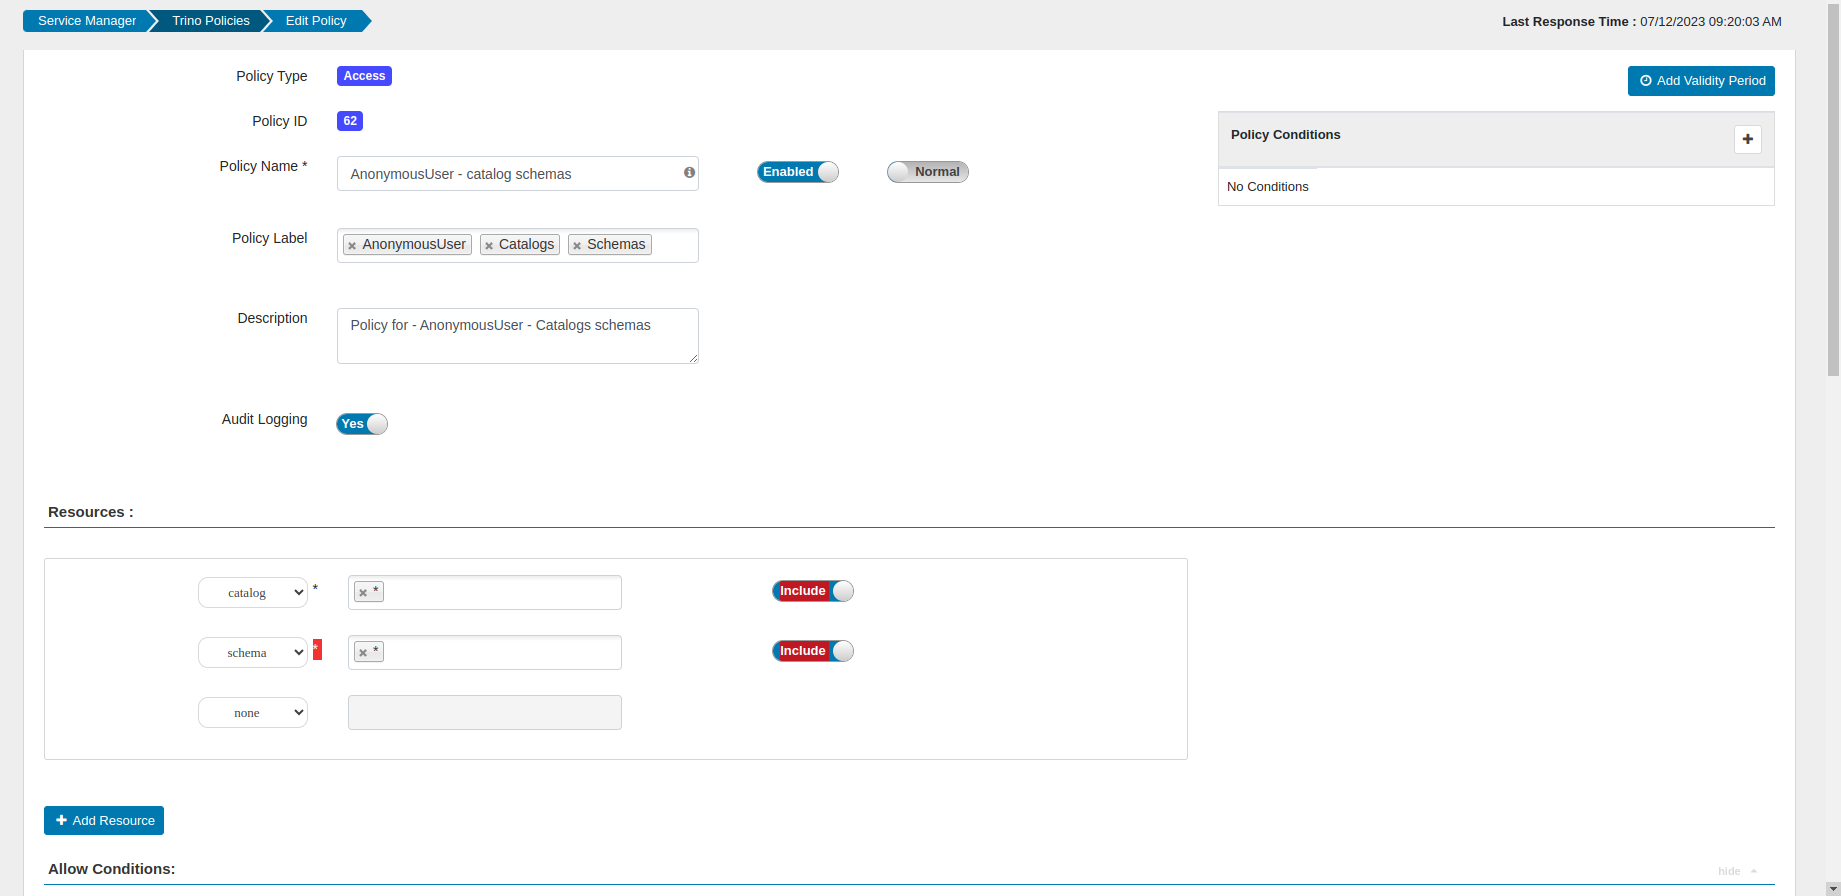 Service Manager
Trino Policies
Edit Policy
Last Response Time : 07/12/2023 09:20:03 AM
Policy Type
Access
Add Validity Period
Policy ID
62
Policy Conditions
Policy Name *
AnonymousUser - catalog schemas
Enabled
Normal
No Conditions
Policy Label
× AnonymousUser
× Catalogs
× Schemas
Description
Policy for - AnonymousUser - Catalogs schemas
Audit Logging
Yes
Resources :
catalog
*
× *
Include
schema
*
× *
Include
none
Add Resource
Allow Conditions:
hide